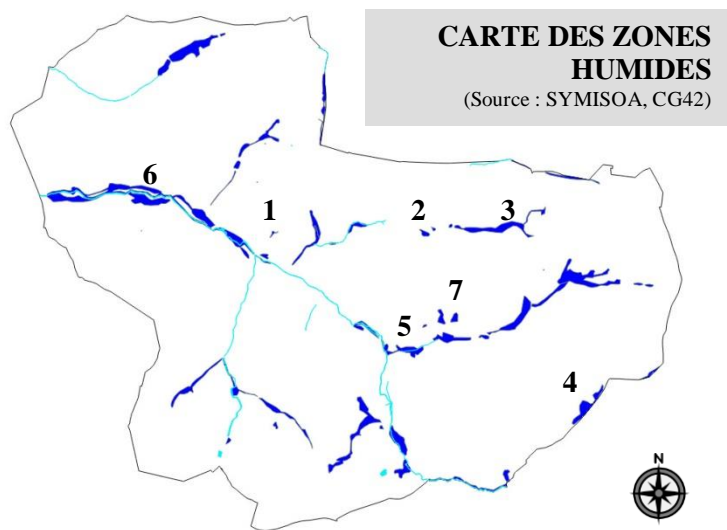 CARTE DES ZONES
HUMIDES
(Source : SYMISOA, CG42)
6
1
2
3
7
5
4
N